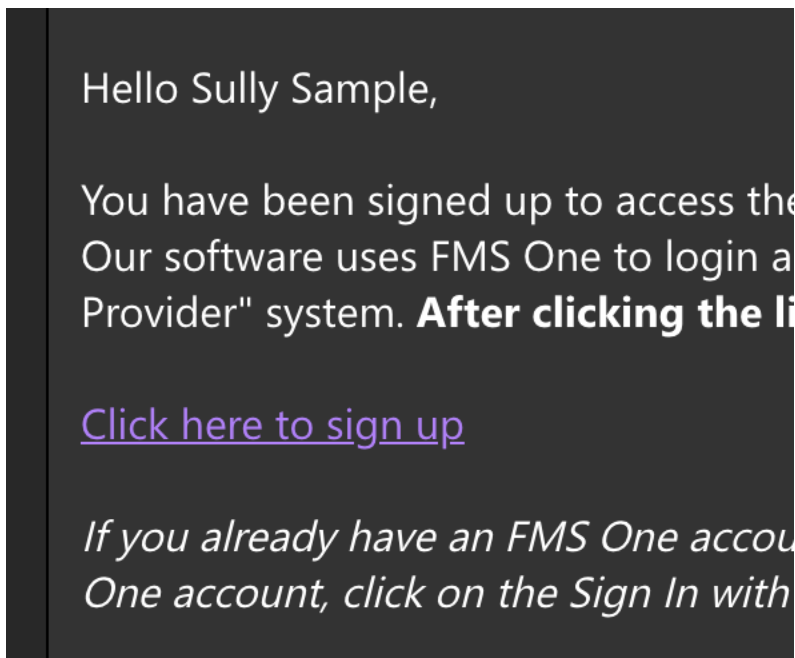 Hello Sully Sample,
You have been signed up to access the
Our software uses FMS One to login a
Provider" system. After clicking the li
Click here to sign up
If you already have an FMS One accou
One account, click on the Sign In with